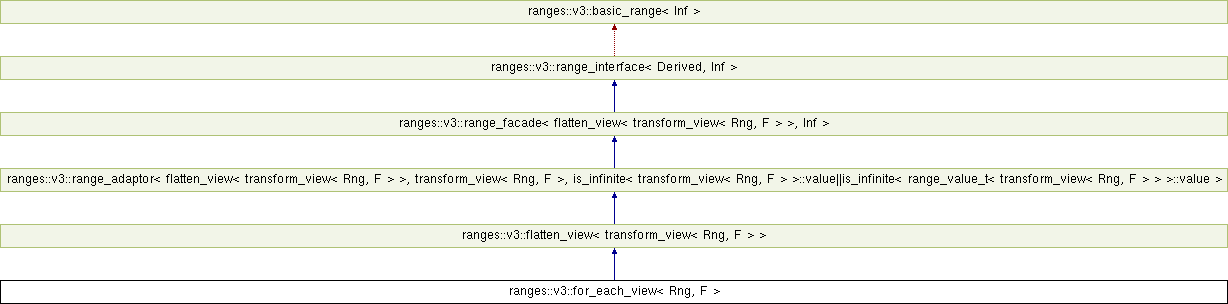 ranges::v3::basic_range< Inf >
ranges::v3::range_interface< Derived, Inf >
ranges::v3::range_facade< flatten_view< transform_view< Rng, F > >, Inf >
ranges::v3::range_adaptor< flatten_view< transform_view< Rng, F > >, transform_view< Rng, F >, is_infinite< transform_view< Rng, F > >::value||is_infinite< range_value_t< transform_view< Rng, F > > >::value >
ranges::v3::flatten_view< transform_view< Rng, F > >
ranges::v3::for_each_view< Rng, F >